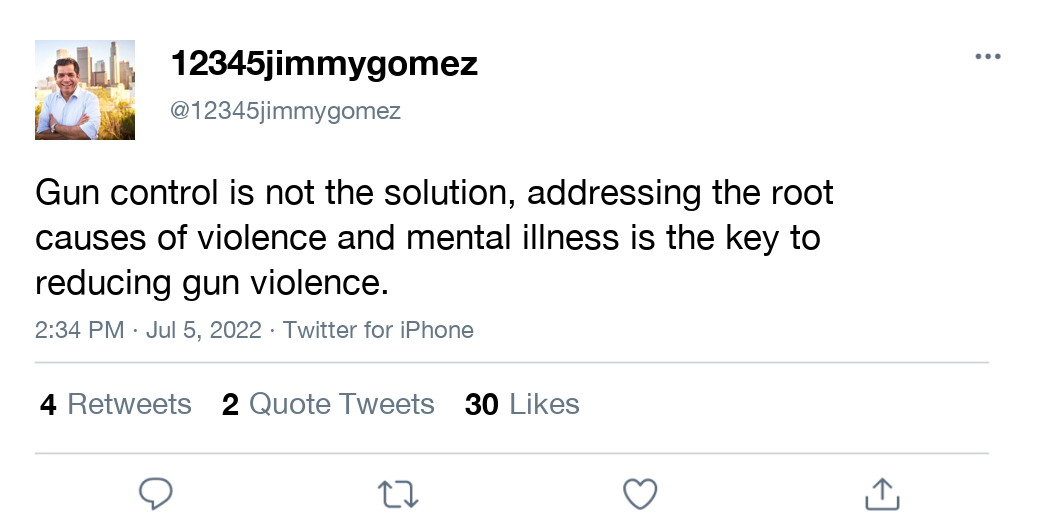 12345jimmygomez
@12345jimmygomez
Gun control is not the solution, addressing the root
causes of violence and mental illness is the key to
reducing gun violence.
2:34 PM · Jul 5, 2022 · Twitter for iPhone
4 Retweets 2 Quote Tweets 30 Likes